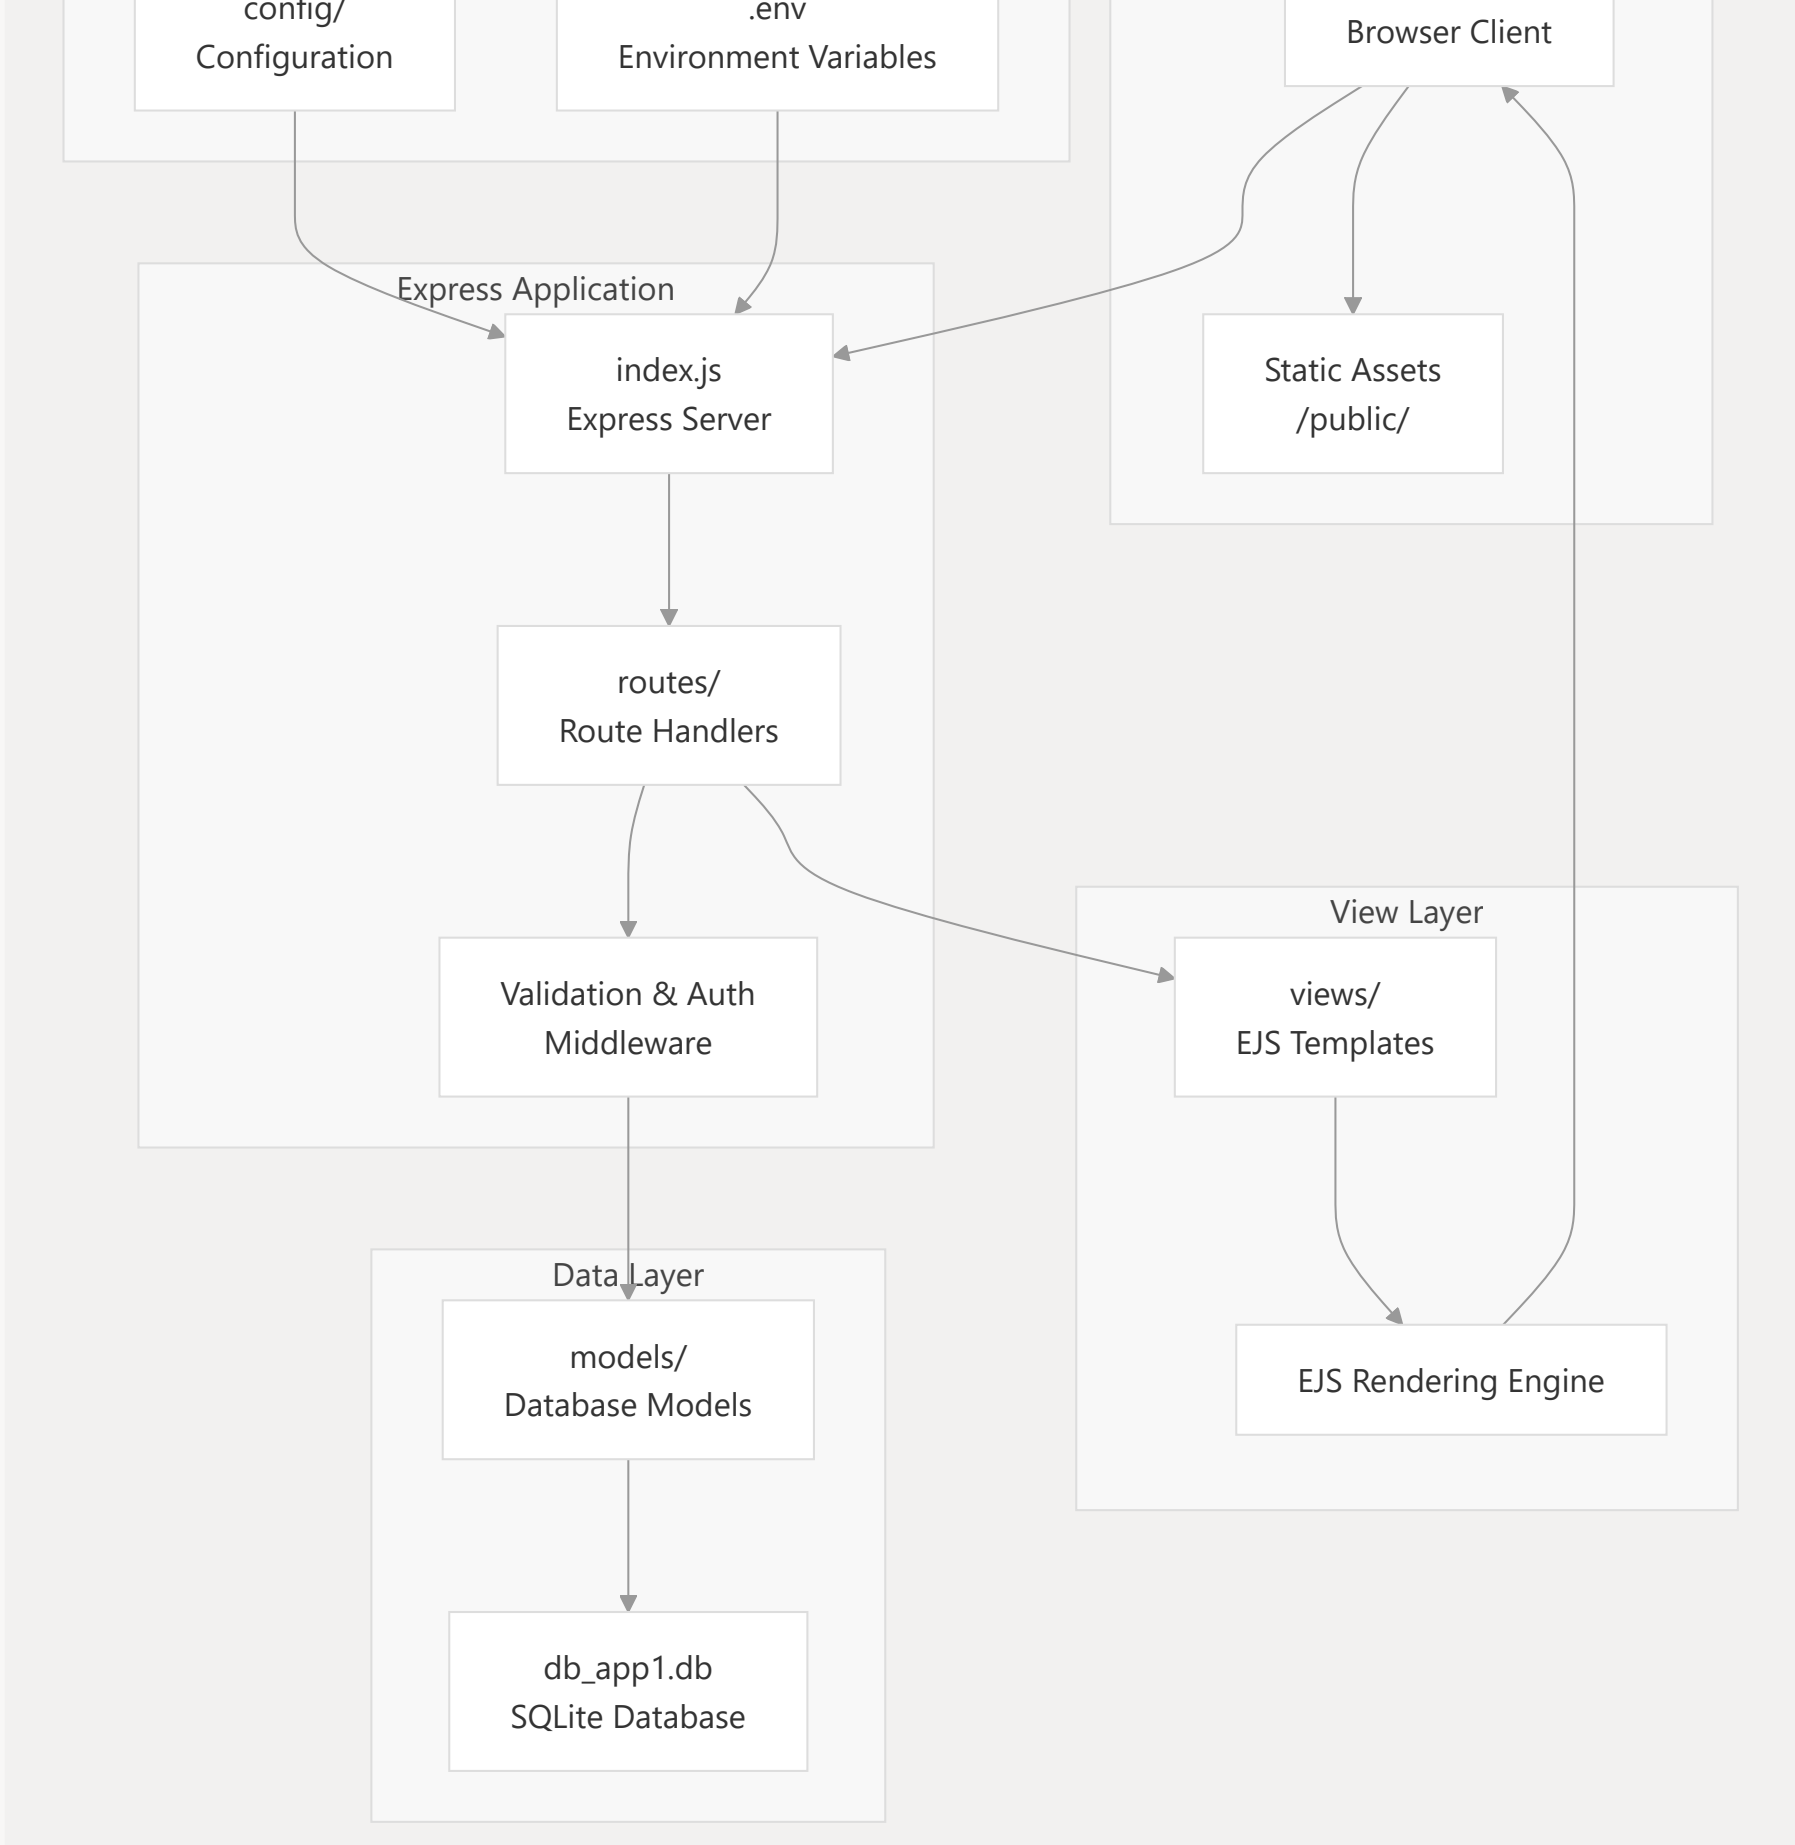 config/
Configuration
.env
Environment Variables
Browser Client
Express Application
index.js
Express Server
Static Assets
/public/
routes/
Route Handlers
View Layer
Validation & Auth
Middleware
views/
EJS Templates
Data Layer
models/
Database Models
EJS Rendering Engine
db_app1.db
SQLite Database